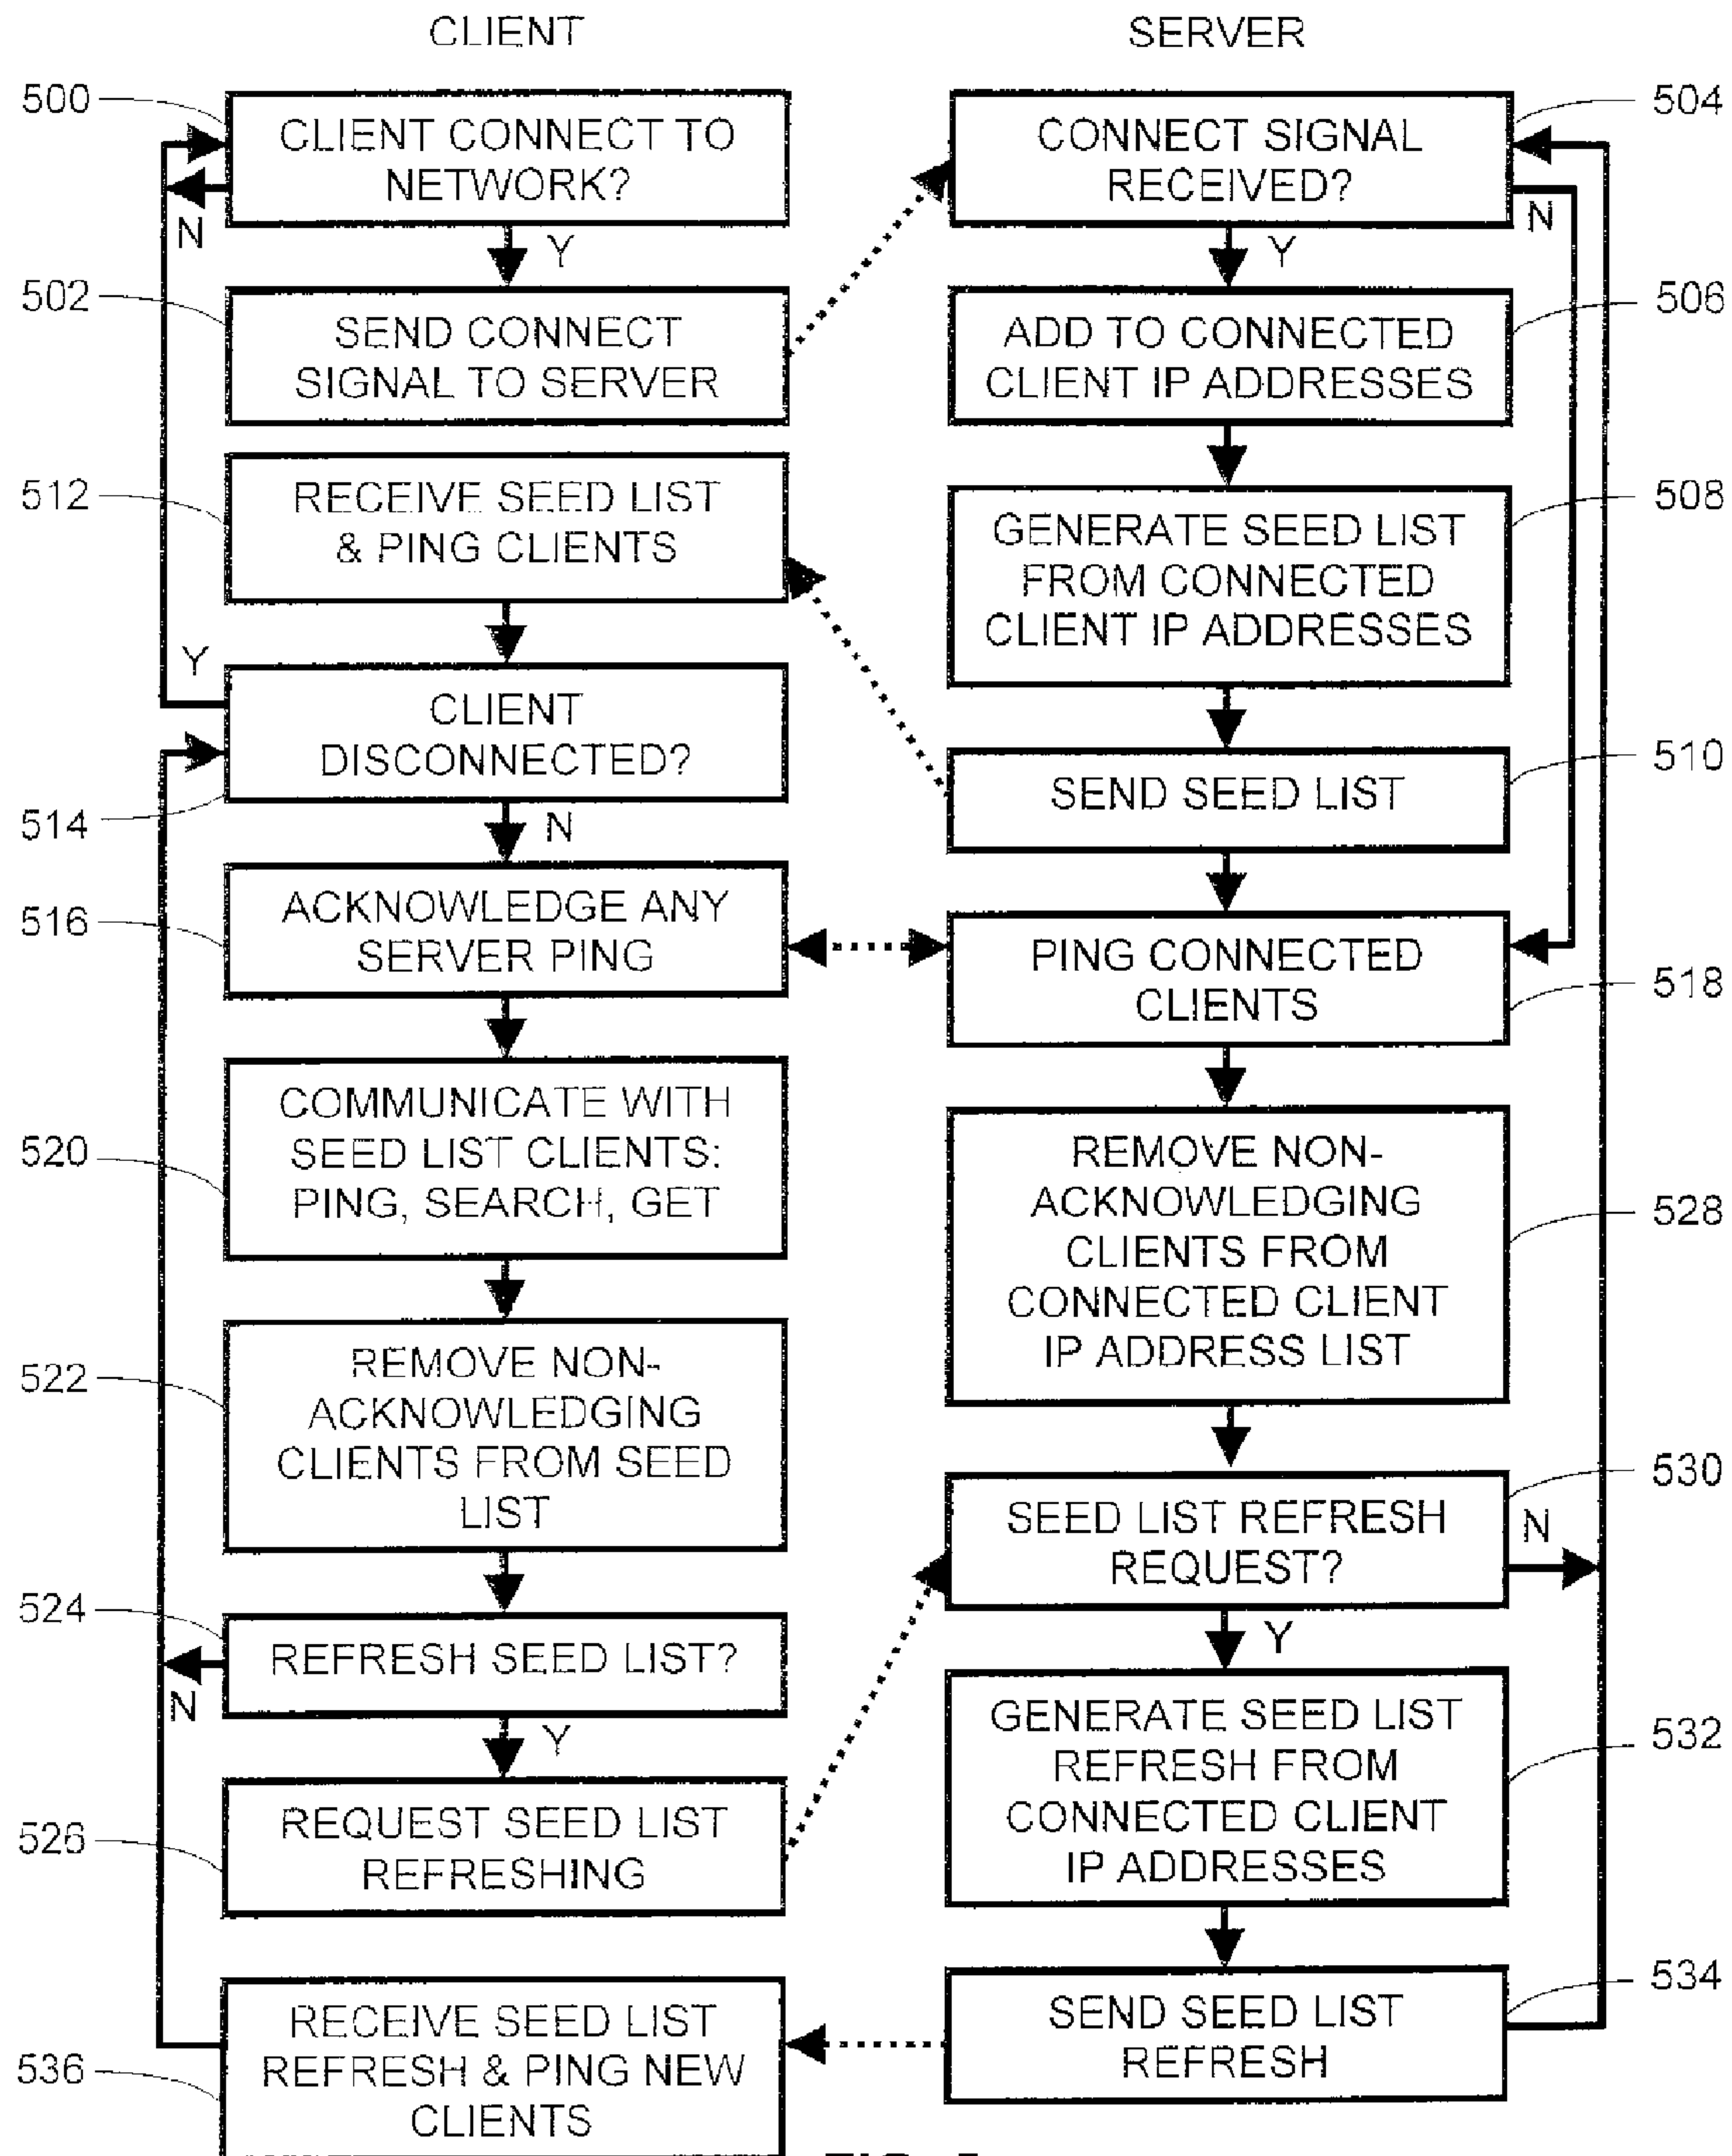 CLIENT
SERVER
500
CLIENT CONNECT TO
NETWORK?
N
Y
502
SEND CONNECT
SIGNAL TO SERVER
512
RECEIVE SEED LIST
& PING CLIENTS
Y
CLIENT
DISCONNECTED?
514
N
516
ACKNOWLEDGE ANY
SERVER PING
520
COMMUNICATE WITH
SEED LIST CLIENTS:
PING, SEARCH, GET
522
REMOVE NON-
ACKNOWLEDGING
CLIENTS FROM SEED
LIST
524
REFRESH SEED LIST?
N
Y
526
REQUEST SEED LIST
REFRESHING
536
RECEIVE SEED LIST
REFRESH & PING NEW
CLIENTS
504
CONNECT SIGNAL
RECEIVED?
N
Y
506
ADD TO CONNECTED
CLIENT IP ADDRESSES
508
GENERATE SEED LIST
FROM CONNECTED
CLIENT IP ADDRESSES
510
SEND SEED LIST
PING CONNECTED
CLIENTS
518
REMOVE NON-
ACKNOWLEDGING
CLIENTS FROM
CONNECTED CLIENT
IP ADDRESS LIST
528
530
SEED LIST REFRESH
REQUEST?
N
Y
GENERATE SEED LIST
REFRESH FROM
CONNECTED CLIENT
IP ADDRESSES
532
534
SEND SEED LIST
REFRESH